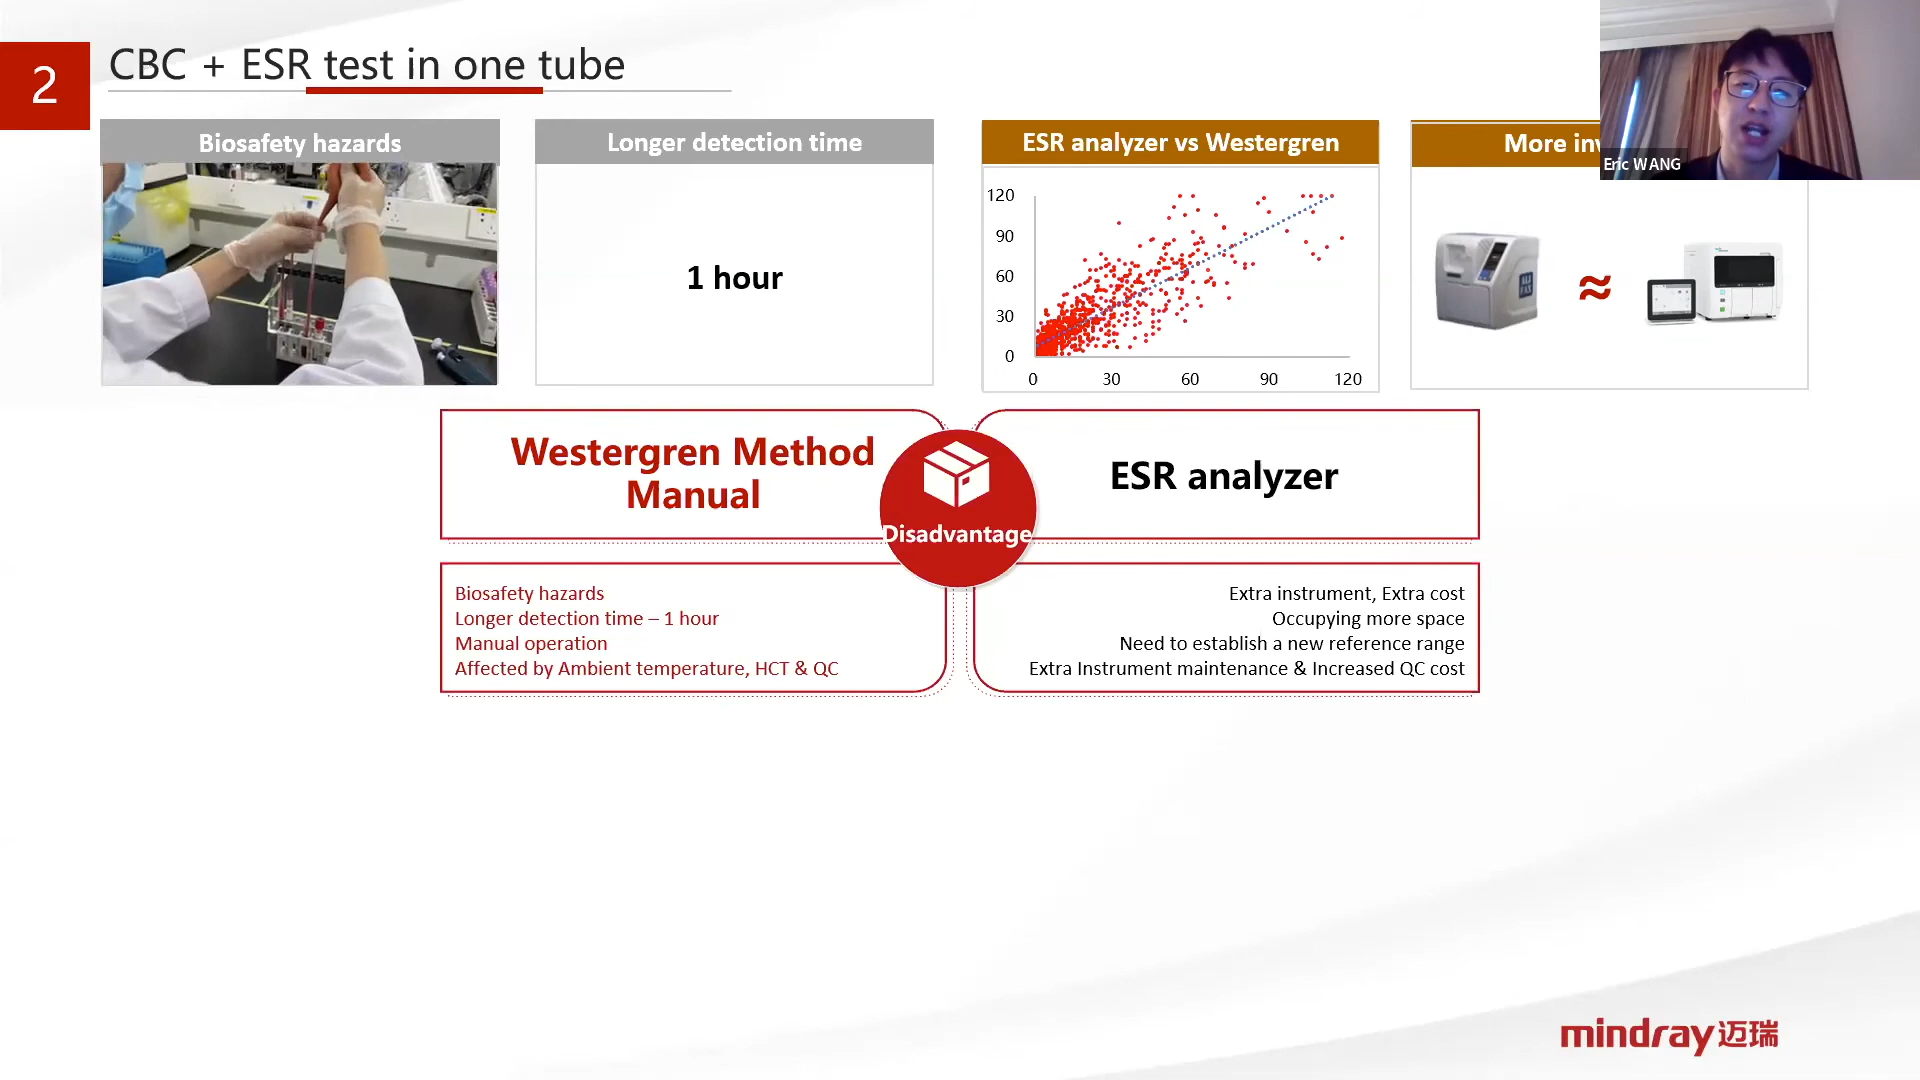 2
CBC + ESR test in one tube
Eric WANG
Biosafety hazards
Longer detection time
1 hour
ESR analyzer vs Westergren
120
90
60
30
0
0 30 60 90 120
More
≈
Westergren Method
Manual
Disadvantage
ESR analyzer
Biosafety hazards
Longer detection time – 1 hour
Manual operation
Affected by Ambient temperature, HCT & QC
Extra instrument, Extra cost
Occupying more space
Need to establish a new reference range
Extra Instrument maintenance & Increased QC cost
mindray迈瑞